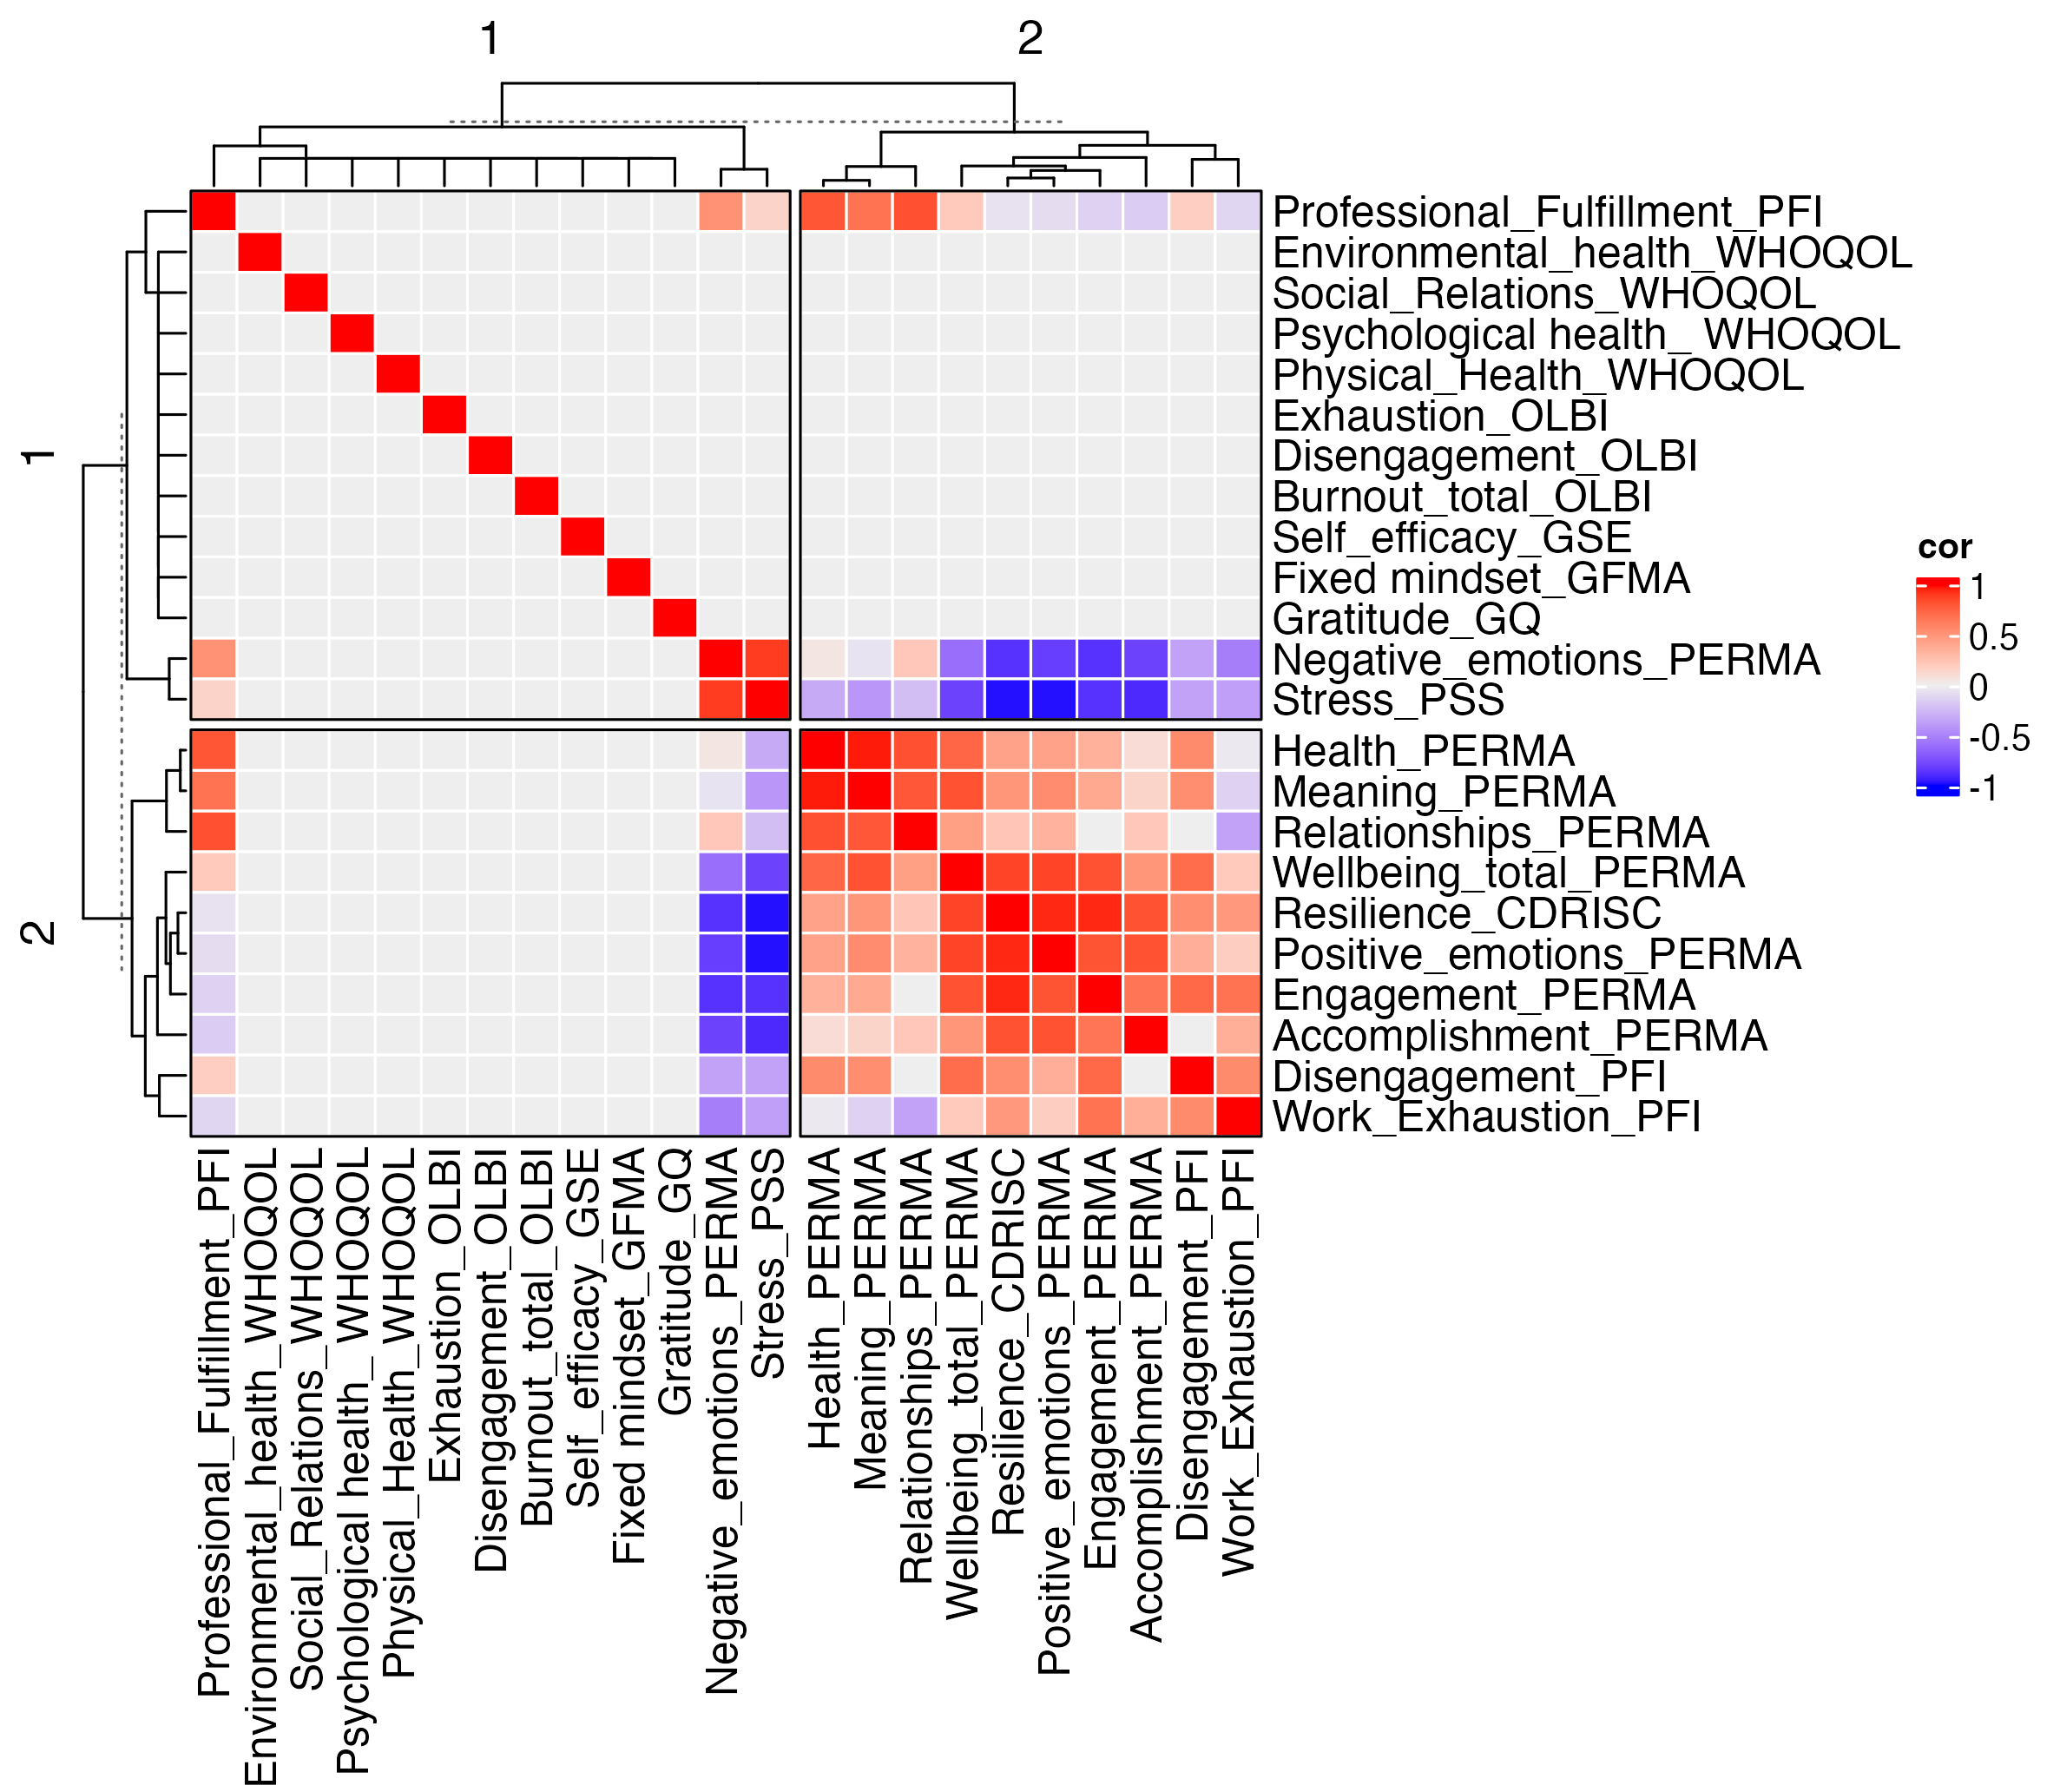 1
2
1
2
Professional_Fulfillment_PFI
Environmental_health_WHOQOL
Social_Relations_WHOQOL
Psychological health_ WHOQOL
Physical_Health_WHOQOL
Exhaustion_OLBI
Disengagement_OLBI
Burnout_total_OLBI
Self_efficacy_GSE
Fixed mindset_GFMA
Gratitude_GQ
Negative_emotions_PERMA
Stress_PSS
Health_PERMA
Meaning_PERMA
Relationships_PERMA
Wellbeing_total_PERMA
Resilience_CDRISC
Positive_emotions_PERMA
Engagement_PERMA
Accomplishment_PERMA
Disengagement_PFI
Work_Exhaustion_PFI
cor
1
0.5
0
-0.5
-1
Professional_Fulfillment_PFI
Environmental_health_WHOQOL
Social_Relations_WHOQOL
Psychological health_ WHOQOL
Physical_Health_WHOQOL
Exhaustion_OLBI
Disengagement_OLBI
Burnout_total_OLBI
Self_efficacy_GSE
Fixed mindset_GFMA
Gratitude_GQ
Negative_emotions_PERMA
Stress_PSS
Health_PERMA
Meaning_PERMA
Relationships_PERMA
Wellbeing_total_PERMA
Resilience_CDRISC
Positive_emotions_PERMA
Engagement_PERMA
Accomplishment_PERMA
Disengagement_PFI
Work_Exhaustion_PFI